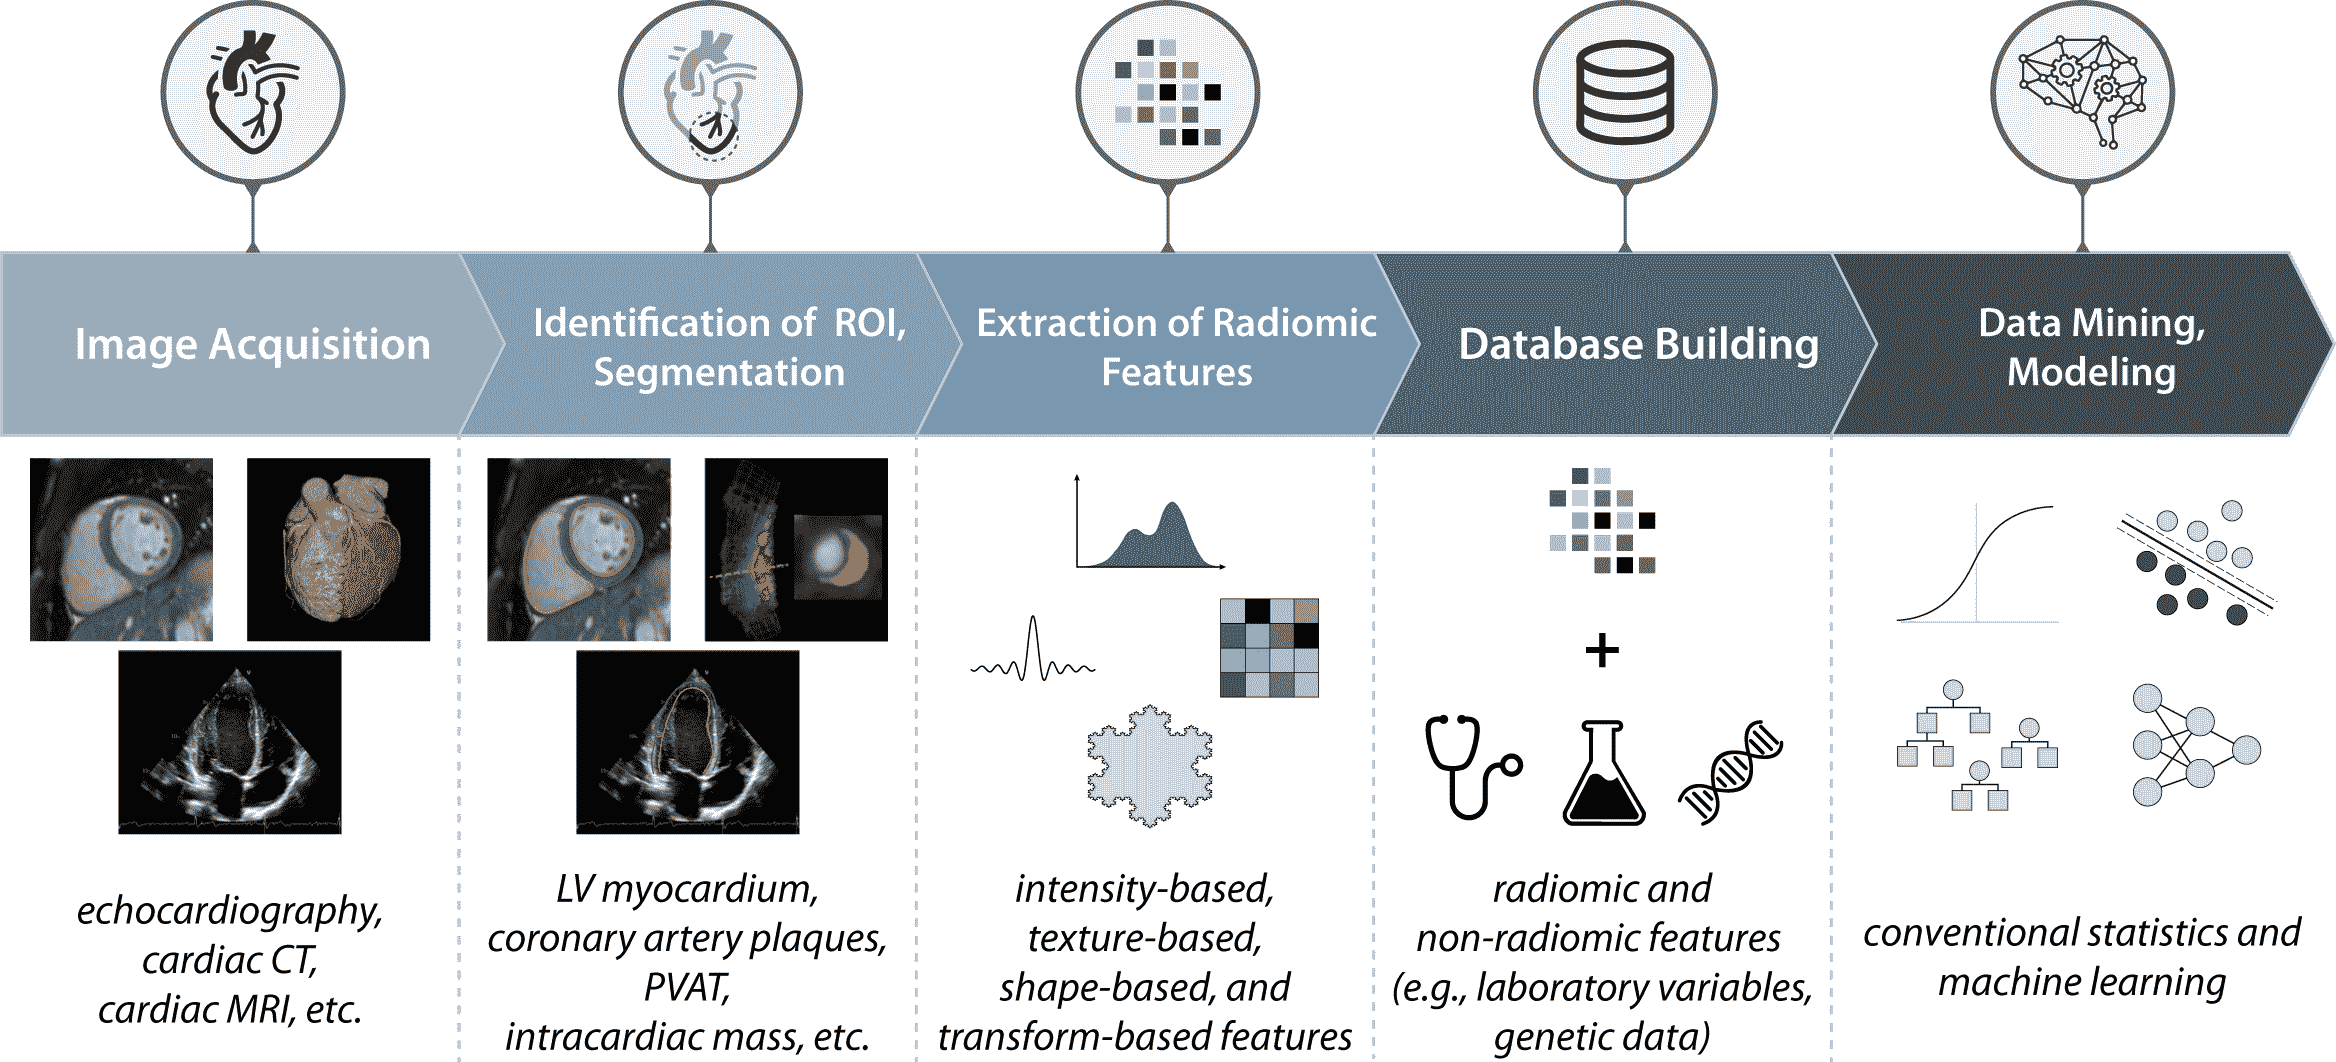 Image Acquisition
Identification of  ROI,
Segmentation
Extraction of Radiomic
Features
Database Building
Data Mining,
Modeling
echocardiography,
cardiac CT,
cardiac MRI, etc.
LV myocardium,
coronary artery plaques,
PVAT,
intracardiac mass, etc.
intensity-based,
texture-based,
shape-based, and
transform-based features
+
radiomic and
non-radiomic features
(e.g., laboratory variables,
genetic data)
conventional statistics and
machine learning